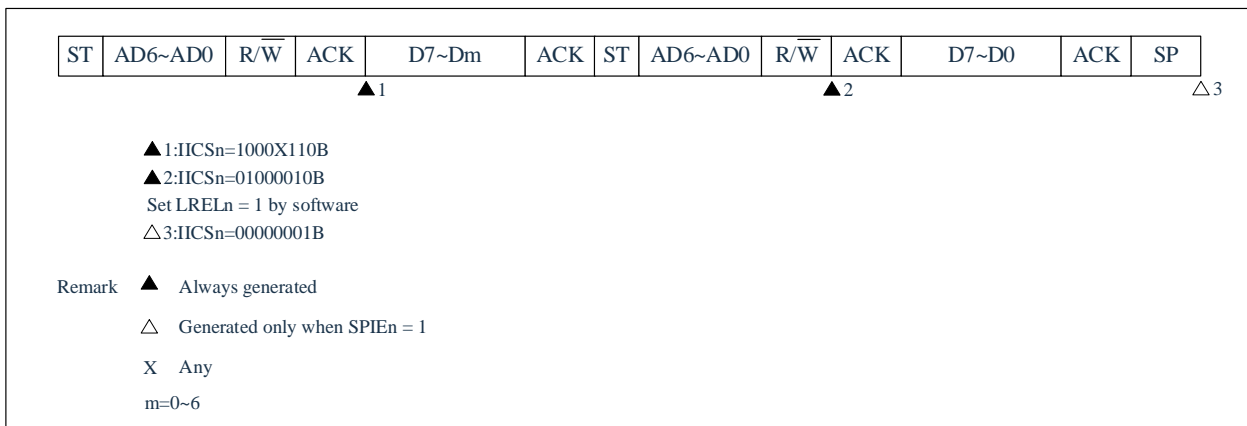 ST AD6~AD0 R/W̅ ACK D7~Dm ACK ST AD6~AD0 R/W̅ ACK D7~D0 ACK SP
▲1 ▲2 △3
▲1:IICSn=1000X110B
▲2:IICSn=01000010B
Set LRELn = 1 by software
△3:IICSn=00000001B
Remark ▲ Always generated
△ Generated only when SPIEn = 1
X Any
m=0~6